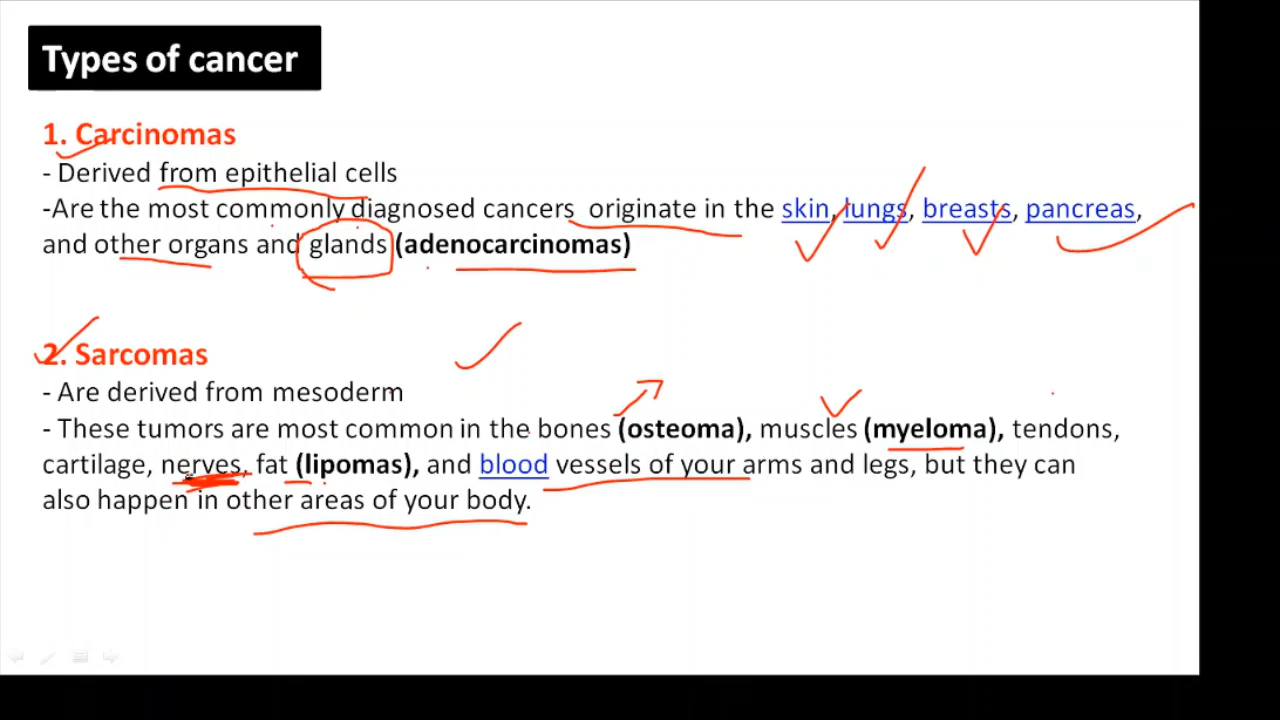 Types of cancer
1. Carcinomas
- Derived from epithelial cells
-Are the most commonly diagnosed cancers originate in the skin, lungs, breasts, pancreas,
and other organs and glands (adenocarcinomas)
2. Sarcomas
- Are derived from mesoderm
- These tumors are most common in the bones (osteoma), muscles (myeloma), tendons,
cartilage, nerves, fat (lipomas), and blood vessels of your arms and legs, but they can
also happen in other areas of your body.